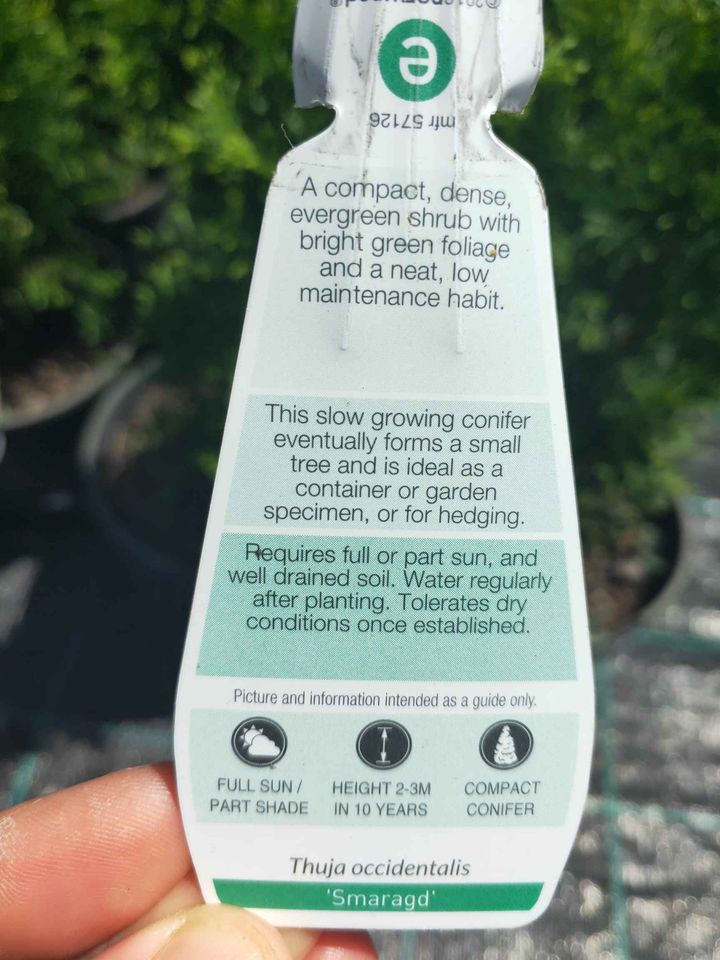 e
mfr 57126
A compact, dense,
evergreen shrub with
bright green foliage
and a neat, low
maintenance habit.
This slow growing conifer
eventually forms a small
tree and is ideal as a
container or garden
specimen, or for hedging.
Requires full or part sun, and
well drained soil. Water regularly
after planting. Tolerates dry
conditions once established.
Picture and information intended as a guide only.
FULL SUN /
PART SHADE
HEIGHT 2-3M
IN 10 YEARS
COMPACT
CONIFER
Thuja occidentalis
'Smaragd'